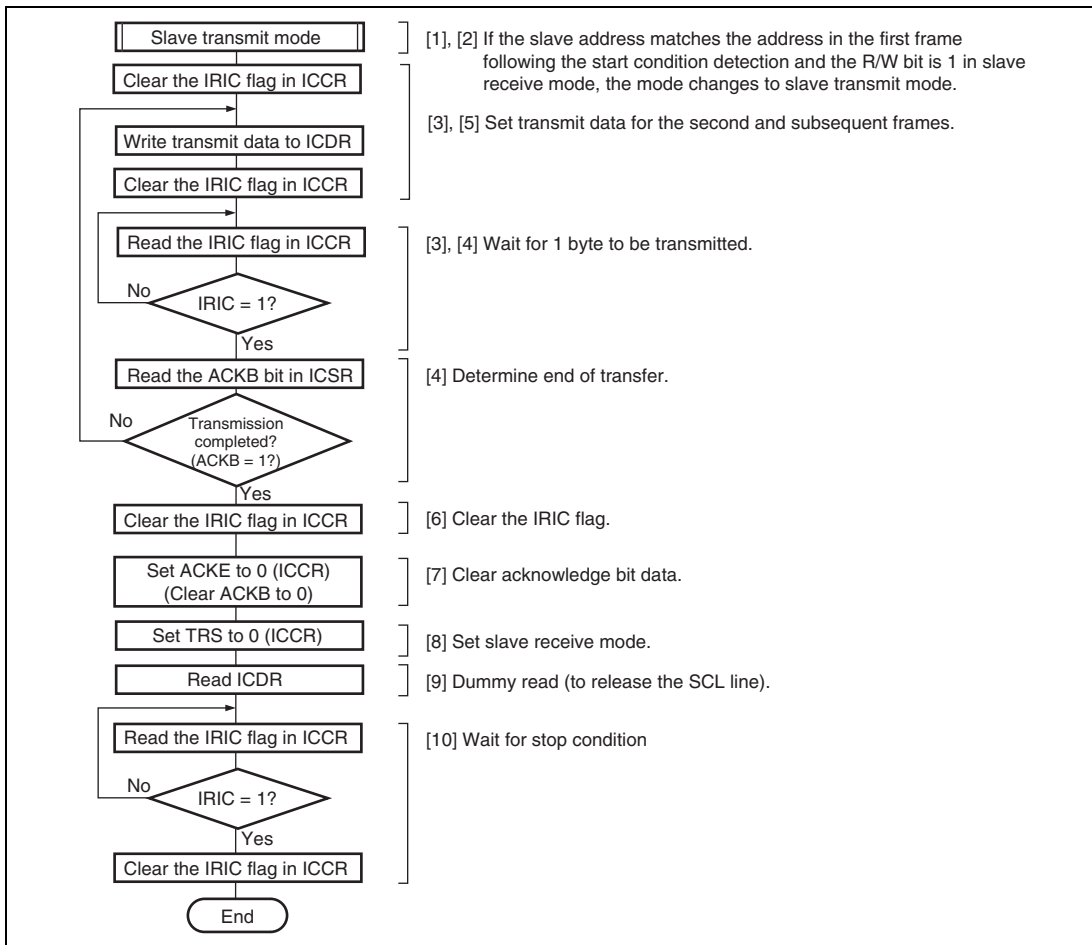 Slave transmit mode
[1], [2] If the slave address matches the address in the first frame
following the start condition detection and the R/W bit is 1 in slave
receive mode, the mode changes to slave transmit mode.
Clear the IRIC flag in ICCR
[3], [5] Set transmit data for the second and subsequent frames.
Write transmit data to ICDR
Clear the IRIC flag in ICCR
Read the IRIC flag in ICCR
[3], [4] Wait for 1 byte to be transmitted.
No
IRIC = 1?
Yes
Read the ACKB bit in ICSR
[4] Determine end of transfer.
No
Transmission
completed?
(ACKB = 1?)
Yes
Clear the IRIC flag in ICCR
[6] Clear the IRIC flag.
Set ACKE to 0 (ICCR)
(Clear ACKB to 0)
[7] Clear acknowledge bit data.
Set TRS to 0 (ICCR)
[8] Set slave receive mode.
Read ICDR
[9] Dummy read (to release the SCL line).
Read the IRIC flag in ICCR
[10] Wait for stop condition
No
IRIC = 1?
Yes
Clear the IRIC flag in ICCR
End